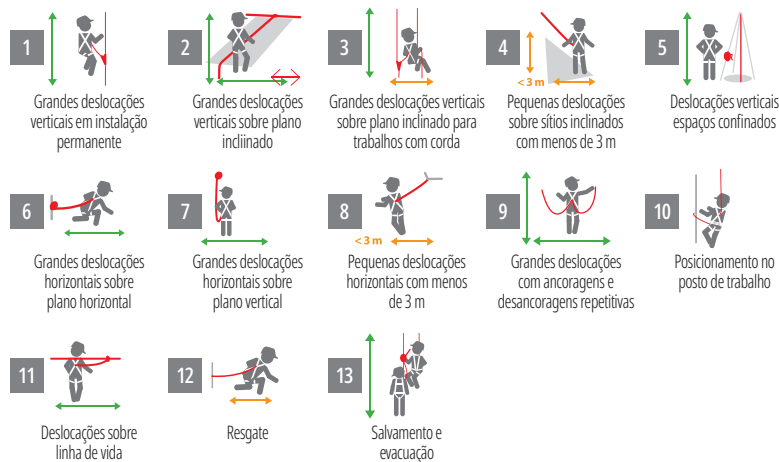 1
Grandes deslocações
verticais em instalação
permanente
2
Grandes deslocações
verticais sobre plano
incliinado
3
Grandes deslocações verticais
sobre plano inclinado para
trabalhos com corda
4
< 3 m
Pequenas deslocações
sobre sítios inclinados
com menos de 3 m
5
Deslocações verticais
espaços confinados
6
Grandes deslocações
horizontais sobre
plano horizontal
7
Grandes deslocações
horizontais sobre
plano vertical
8
< 3 m
Pequenas deslocações
horizontais com menos
de 3 m
9
Grandes deslocações
com ancoragens e
desancoragens repetitivas
10
Posicionamento no
posto de trabalho
11
Deslocações sobre
linha de vida
12
Resgate
13
Salvamento e
evacuação